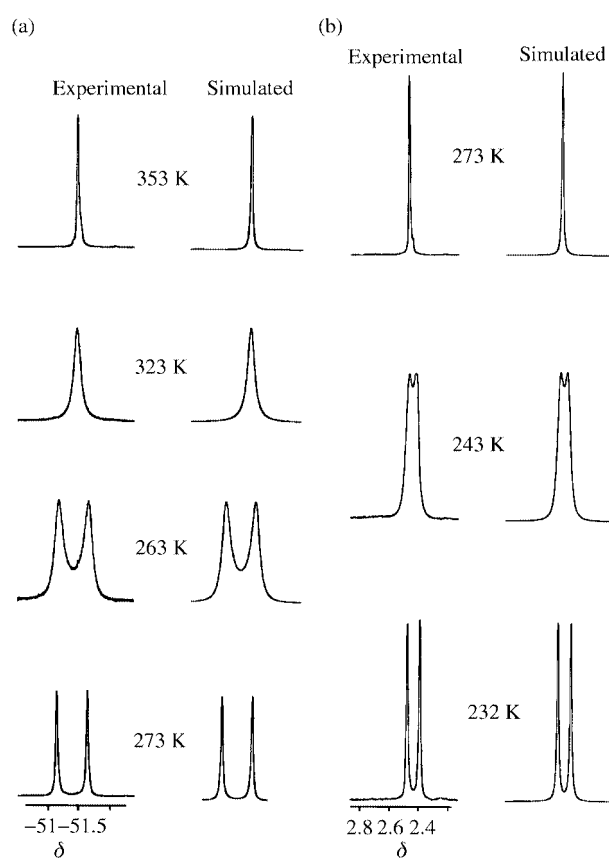 (a)
Experimental Simulated
353 K
323 K
263 K
273 K
−51 −51.5
δ
(b)
Experimental Simulated
273 K
243 K
232 K
2.8 2.6 2.4
δ